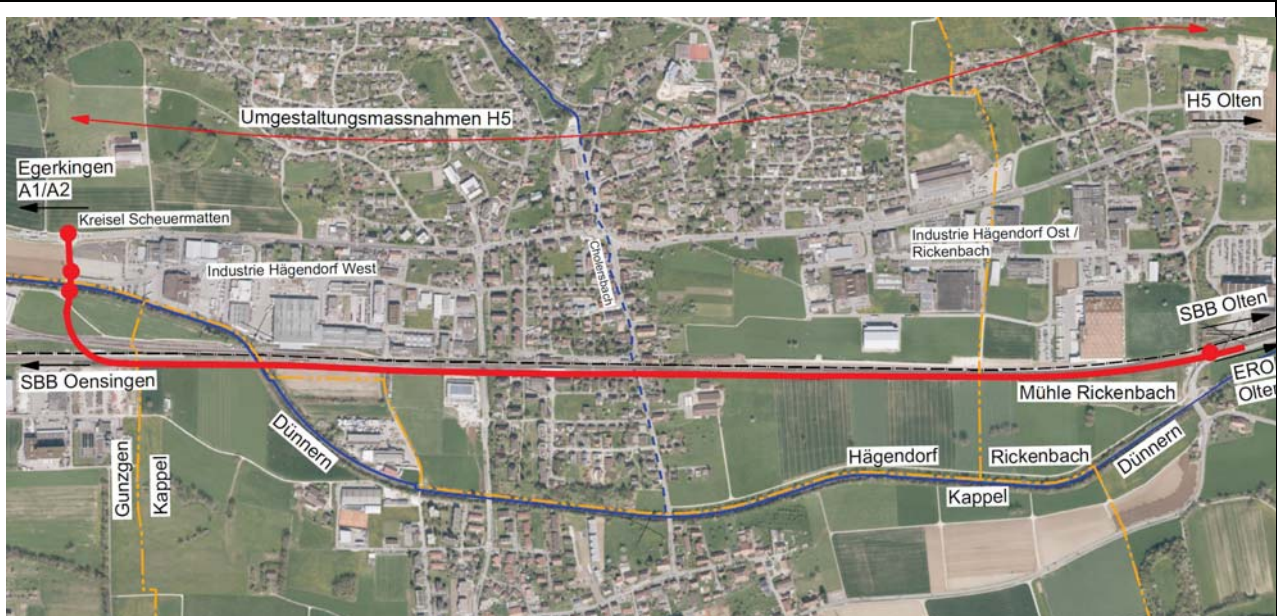 Umgestaltungsmassnahmen H5
H5 Olten
Egerkingen
A1/A2
Kreisel Scheuermatten
Industrie Hägendorf West
Cholersbach
Industrie Hägendorf Ost /
Rickenbach
SBB Olten
SBB Oensingen
Mühle Rickenbach
ERO
Olten
Gunzgen
Kappel
Dünnern
Hägendorf
Rickenbach
Kappel
Dünnern